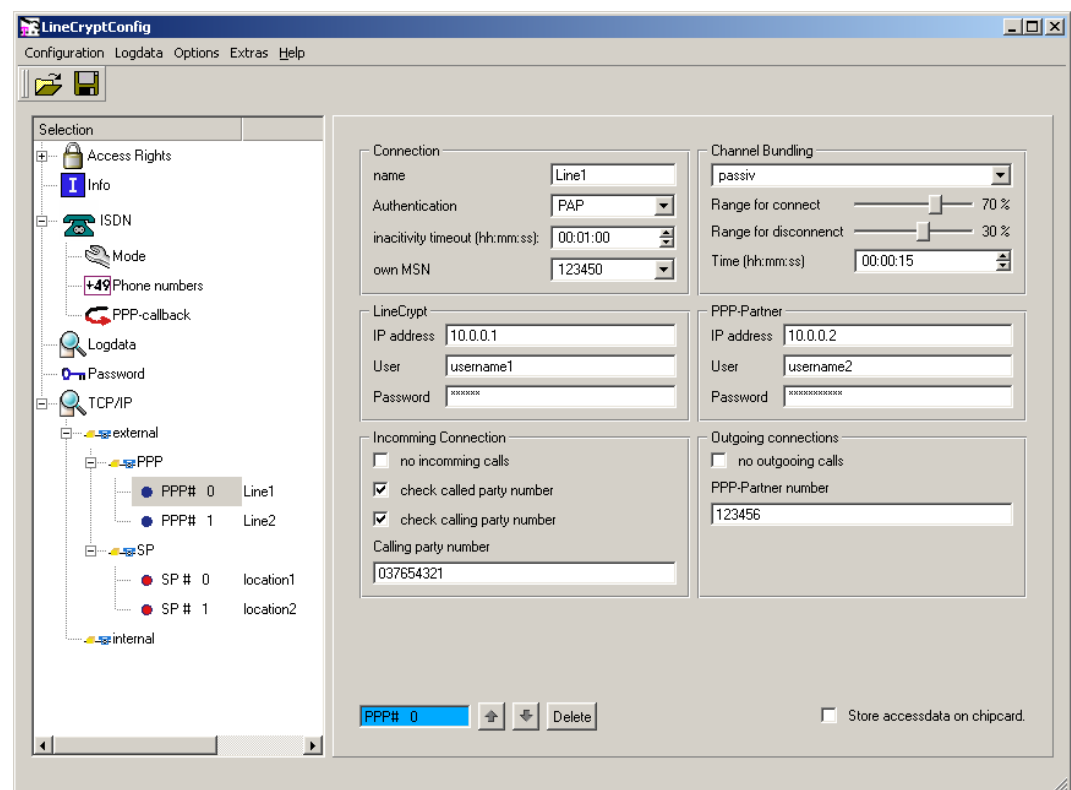 LineCryptConfig
Configuration Logdata Options Extras Help
Selection
Access Rights
I Info
ISDN
Mode
+49 Phone numbers
PPP-callback
Logdata
Password
TCP/IP
external
PPP
PPP# 0 Line1
PPP# 1 Line2
SP
SP # 0 location1
SP # 1 location2
internal
Connection
name Line1
Authentication PAP
inacitivity timeout (hh:mm:ss): 00:01:00
own MSN 123450
Channel Bundling
passiv
Range for connect 70 %
Range for disconnenct 30 %
Time (hh:mm:ss) 00:00:15
LineCrypt
IP address 10.0.0.1
User username1
Password ******
PPP-Partner
IP address 10.0.0.2
User username2
Password ***********
Incomming Connection
no incomming calls
check called party number
check calling party number
Calling party number
037654321
Outgoing connections
no outgooing calls
PPP-Partner number
123456
PPP# 0 Delete
Store accessdata on chipcard.